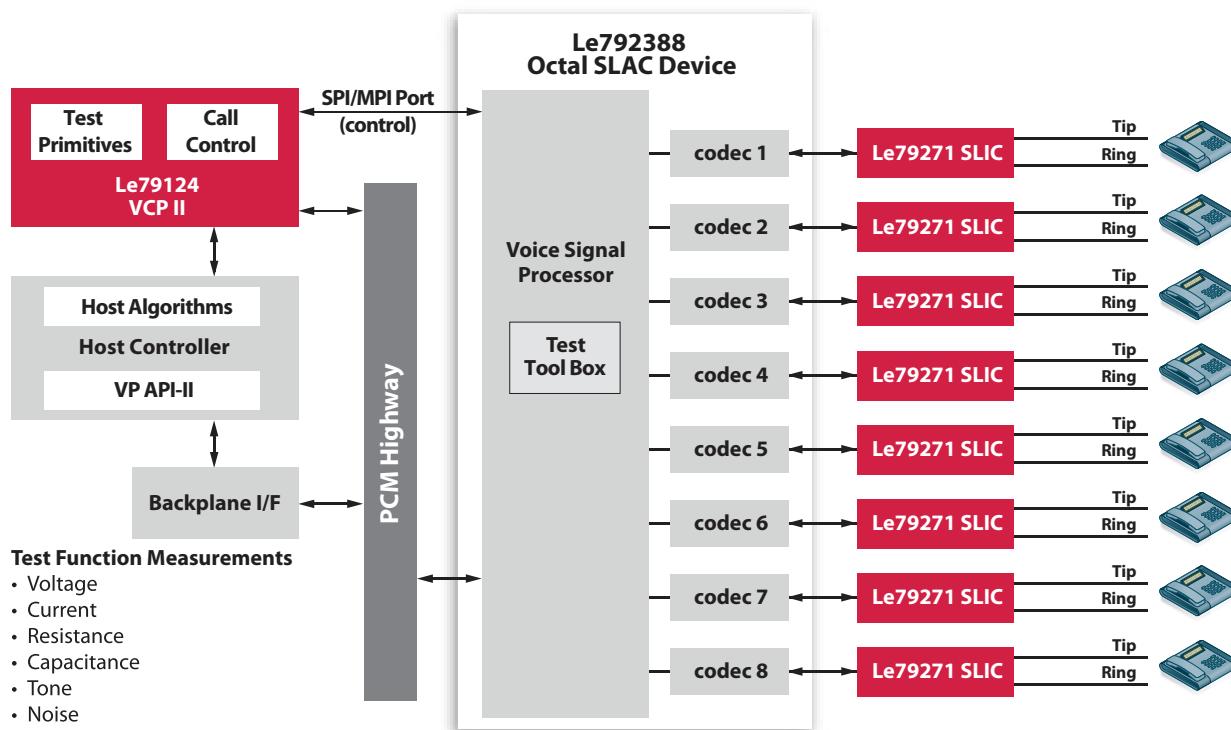 Le792388
Octal SLAC Device
SPI/MPI Port
(control)
Test
Primitives
Call
Control
Le79124
VCP II
Host Algorithms
Host Controller
VP API-II
Backplane I/F
PCM Highway
Voice Signal
Processor
Test
Tool Box
codec 1
Le79271 SLIC
Tip
Ring
codec 2
Le79271 SLIC
Tip
Ring
codec 3
Le79271 SLIC
Tip
Ring
codec 4
Le79271 SLIC
Tip
Ring
codec 5
Le79271 SLIC
Tip
Ring
codec 6
Le79271 SLIC
Tip
Ring
codec 7
Le79271 SLIC
Tip
Ring
codec 8
Le79271 SLIC
Tip
Ring
Test Function Measurements
• Voltage
• Current
• Resistance
• Capacitance
• Tone
• Noise